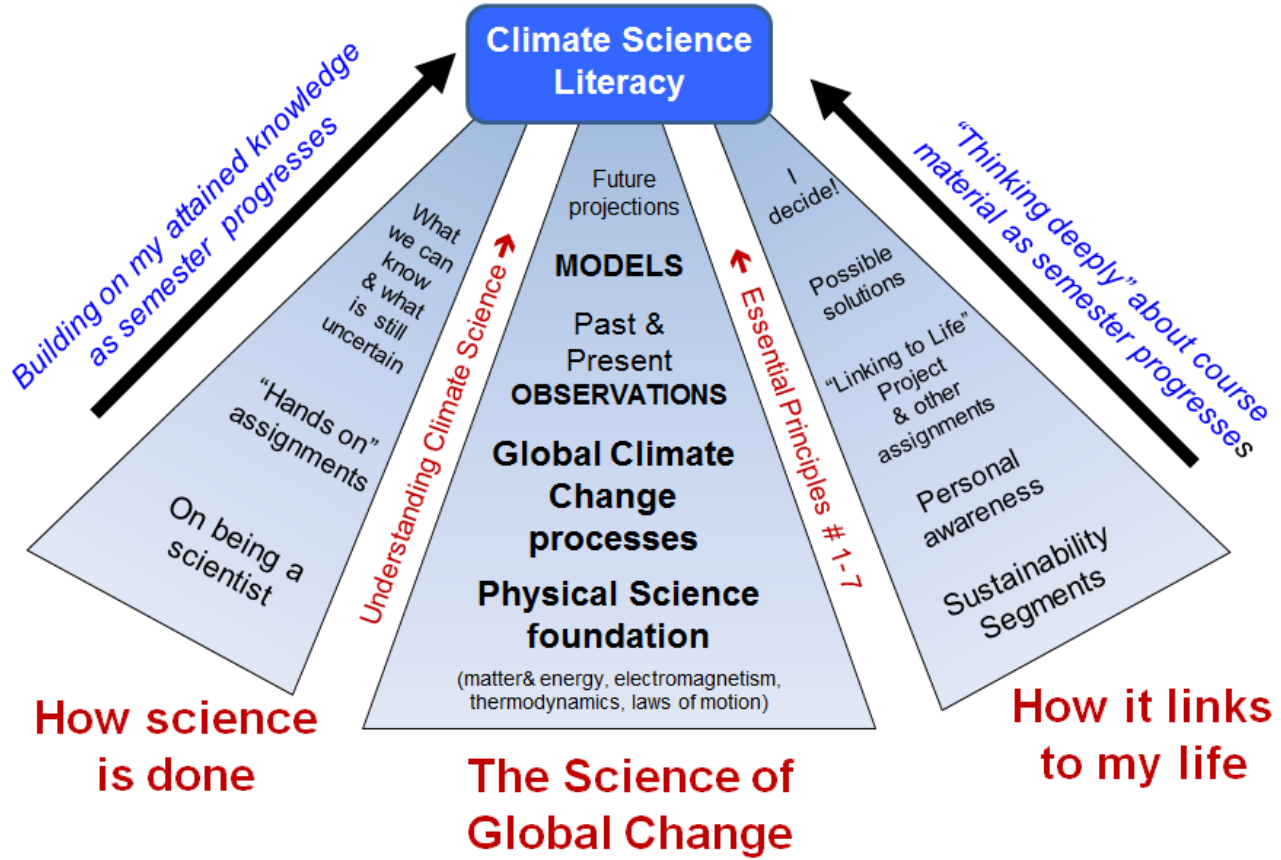 Climate Science
Literacy
Building on my attained knowledge
as semester progresses
What
we can
know
& what
is still
uncertain
“Hands on”
assignments
On being a
scientist
How science
is done
Understanding Climate Science →
Future
projections
MODELS
Past &
Present
OBSERVATIONS
Global Climate
Change
processes
Physical Science
foundation
(matter& energy, electromagnetism,
thermodynamics, laws of motion)
The Science of
Global Change
← Essential Principles # 1-7
I
decide!
Possible
solutions
“Linking to Life”
Project
& other
assignments
Personal
awareness
Sustainability
Segments
How it links
to my life
“Thinking deeply” about course
material as semester progresses